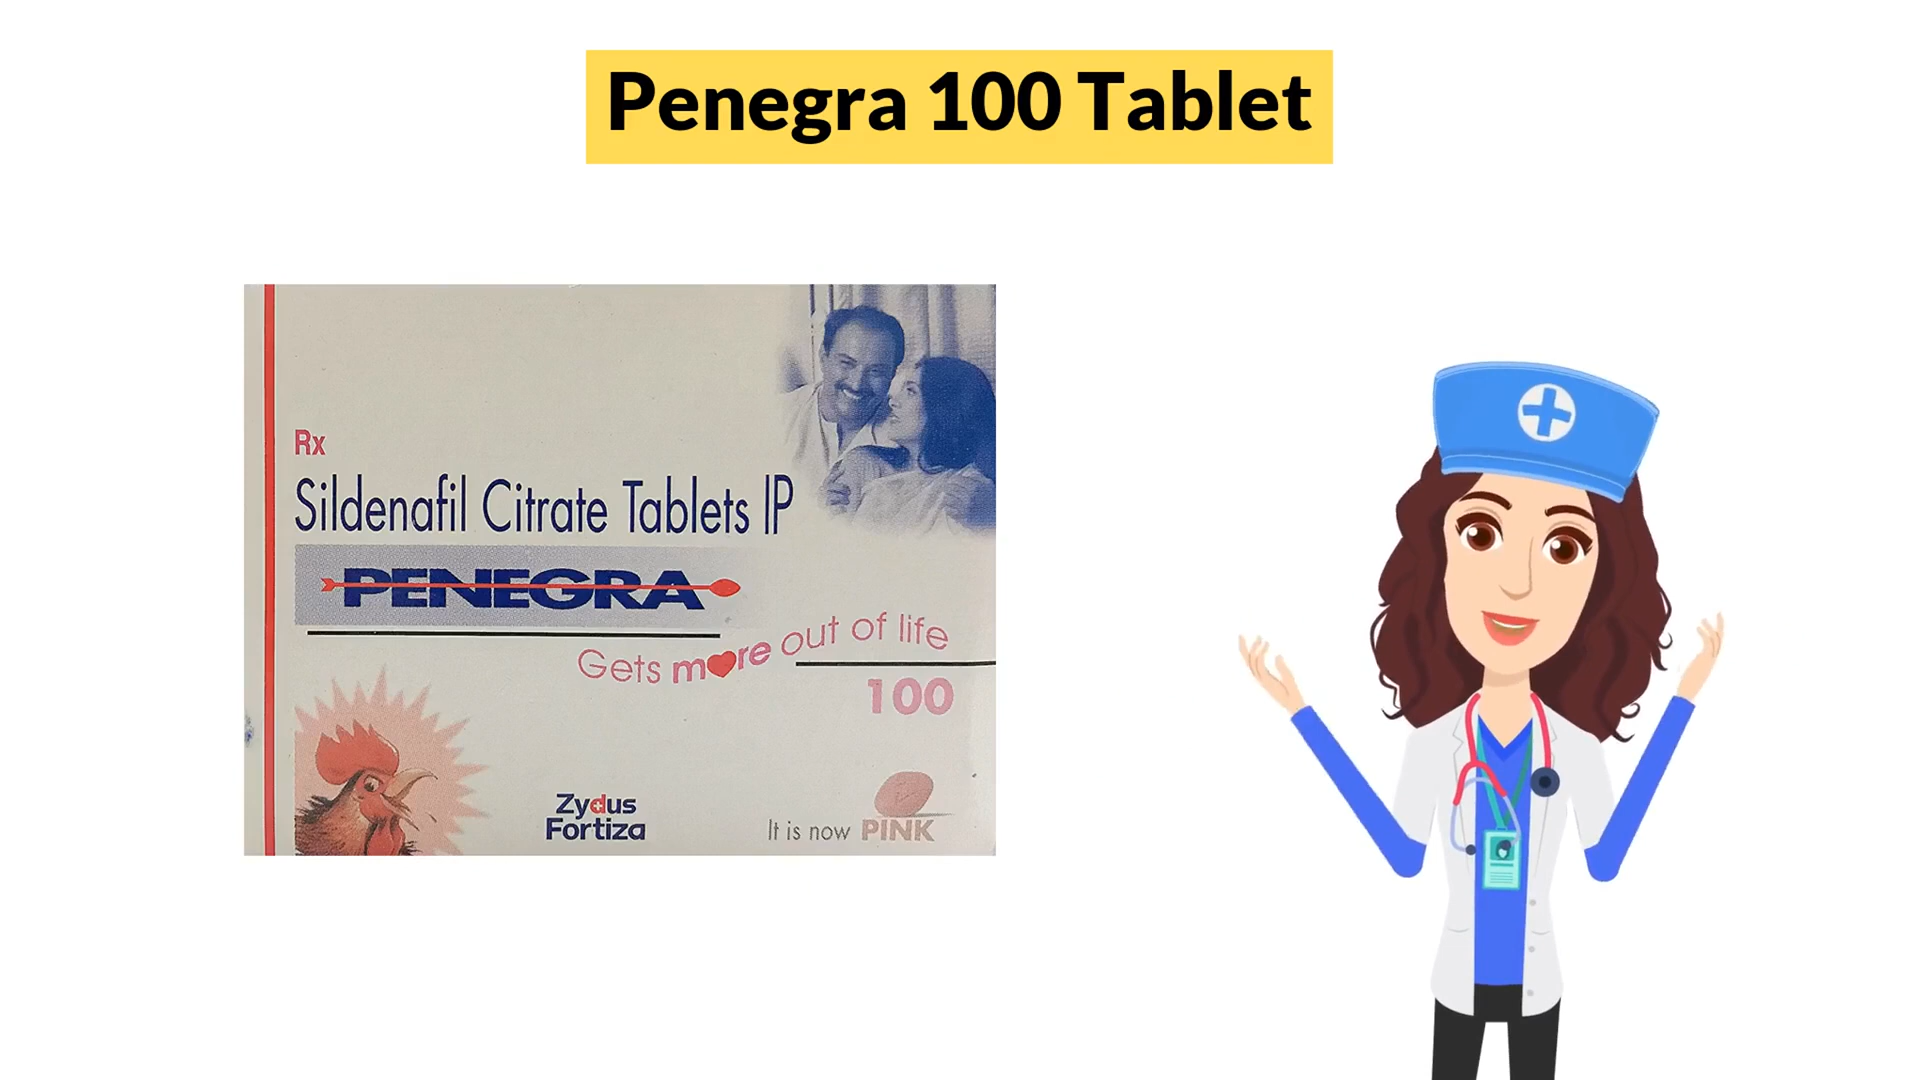 Penegra 100 Tablet
Rx
Sildenafil Citrate Tablets IP
PENEGRA
Gets more out of life
100
Zydus
Fortiza
It is now PINK